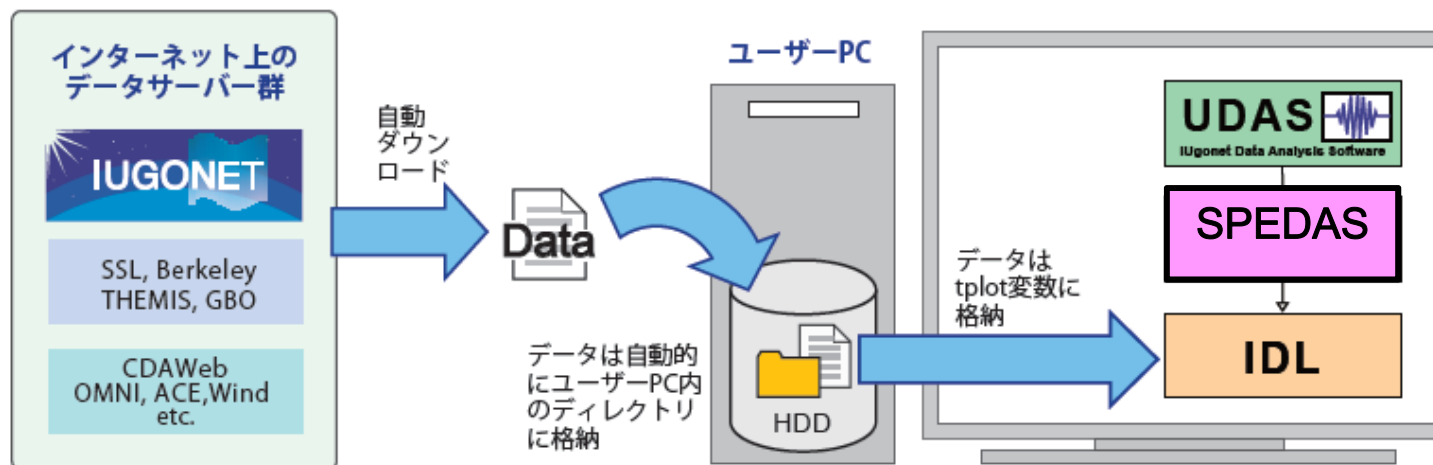 インターネット上の
データサーバー群
IUGONET
SSL, Berkeley
THEMIS, GBO
CDAWeb
OMNI, ACE,Wind
etc.
自動
ダウン
ロード
Data
データは自動的
にユーザーPC内
のディレクトリ
に格納
ユーザーPC
HDD
データは
tplot変数に
格納
UDAS
IUgonet Data Analysis Software
SPEDAS
IDL